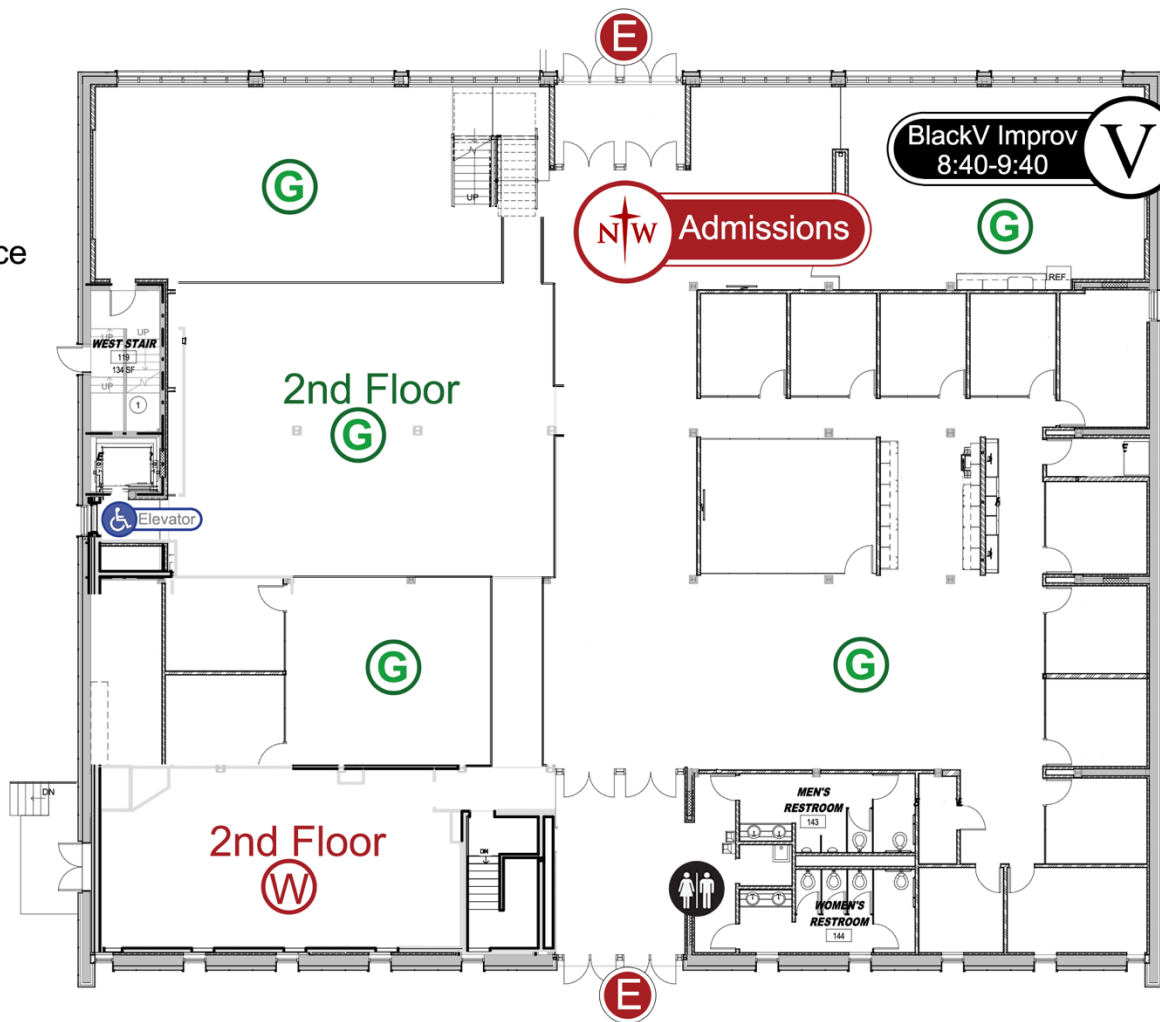 E
BlackV Improv
8:40-9:40
V
G
UP
N W
Admissions
G
ce
REF.
UP
UP
WEST STAIR
119
134 SF
UP
1
2nd Floor
G
Elevator
G
G
DN
MEN'S
RESTROOM
143
2nd Floor
W
DN
WOMEN'S
RESTROOM
144
E